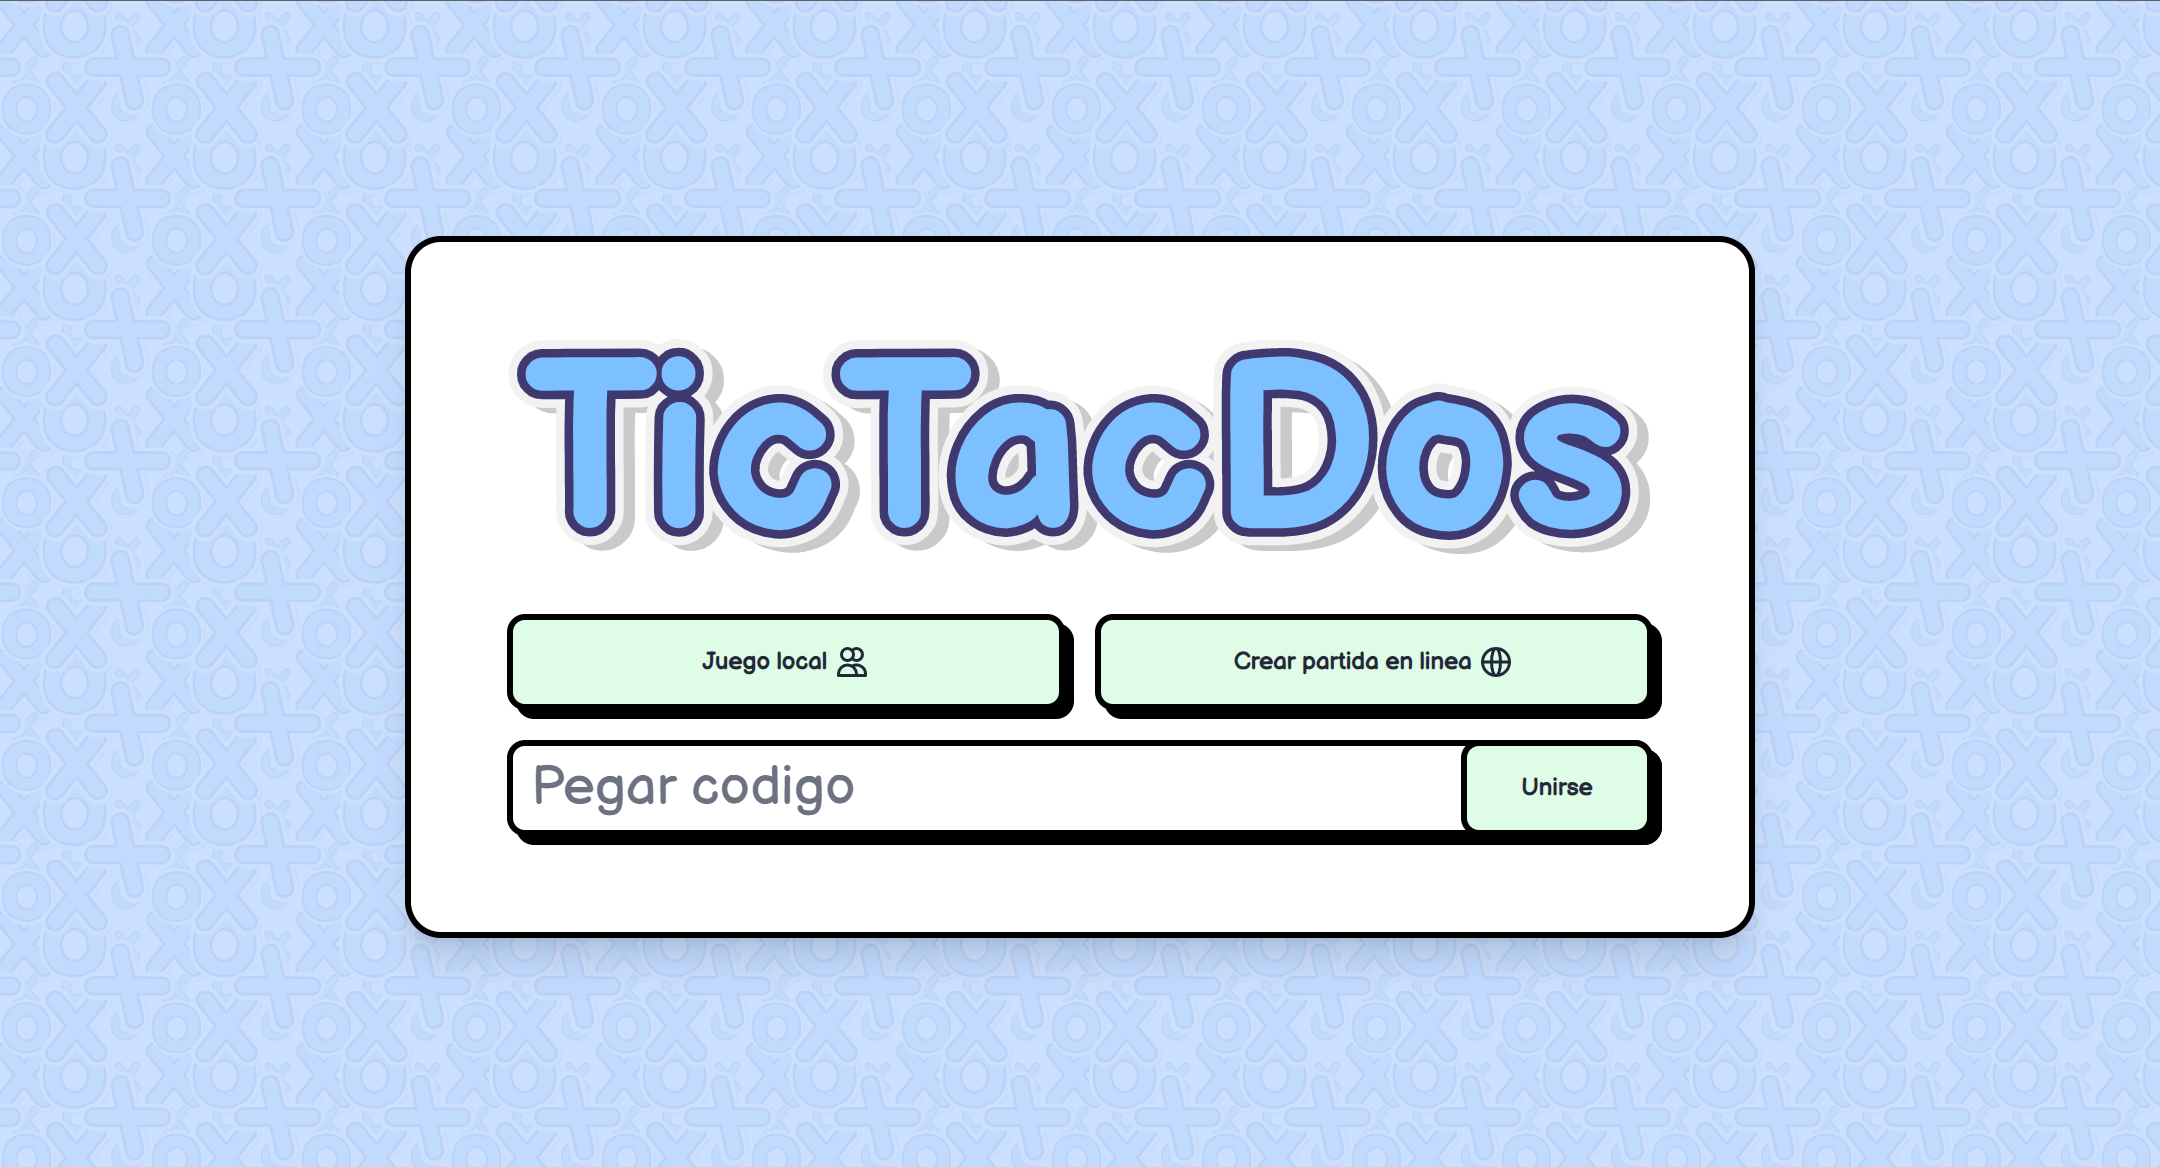 TicTacDos
Juego local
Crear partida en linea
Pegar codigo
Unirse